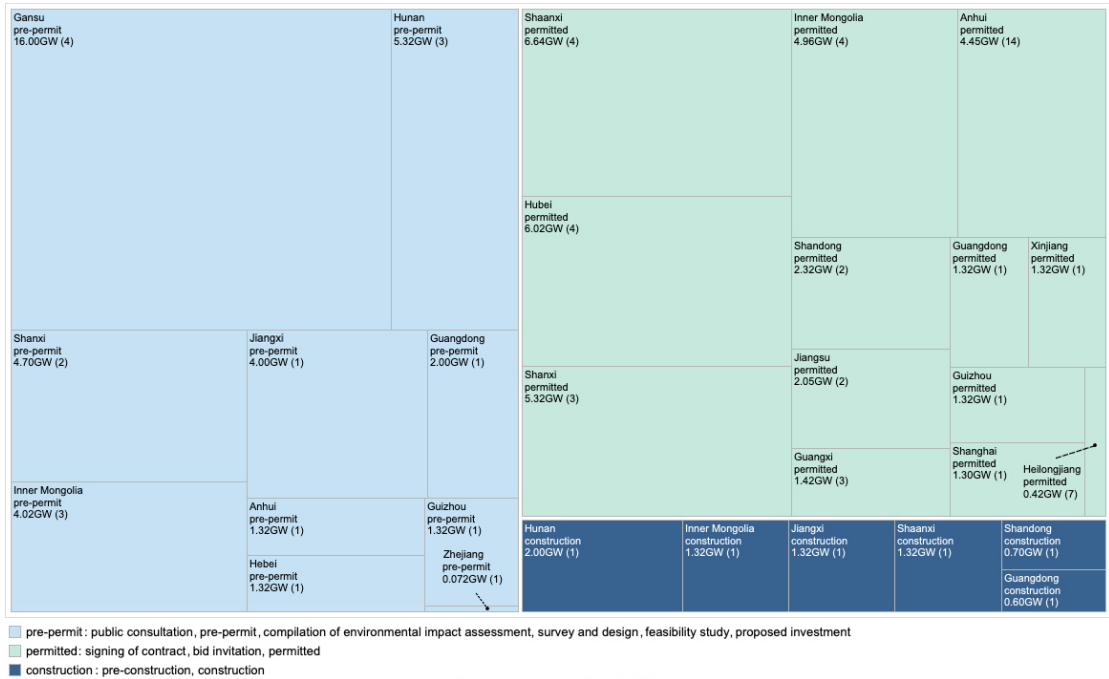 Gansu
pre-permit
16.00GW (4)
Hunan
pre-permit
5.32GW (3)
Shanxi
pre-permit
4.70GW (2)
Jiangxi
pre-permit
4.00GW (1)
Guangdong
pre-permit
2.00GW (1)
Inner Mongolia
pre-permit
4.02GW (3)
Anhui
pre-permit
1.32GW (1)
Guizhou
pre-permit
1.32GW (1)
Hebei
pre-permit
1.32GW (1)
Zhejiang
pre-permit
0.072GW (1)
Shaanxi
permitted
6.64GW (4)
Inner Mongolia
permitted
4.96GW (4)
Anhui
permitted
4.45GW (14)
Hubei
permitted
6.02GW (4)
Shandong
permitted
2.32GW (2)
Guangdong
permitted
1.32GW (1)
Xinjiang
permitted
1.32GW (1)
Shanxi
permitted
5.32GW (3)
Jiangsu
permitted
2.05GW (2)
Guizhou
permitted
1.32GW (1)
Guangxi
permitted
1.42GW (3)
Shanghai
permitted
1.30GW (1)
Heilongjiang
permitted
0.42GW (7)
Hunan
construction
2.00GW (1)
Inner Mongolia
construction
1.32GW (1)
Jiangxi
construction
1.32GW (1)
Shaanxi
construction
1.32GW (1)
Shandong
construction
0.70GW (1)
Guangdong
construction
0.60GW (1)
pre-permit: public consultation, pre-permit, compilation of environmental impact assessment, survey and design, feasibility study, proposed investment
permitted: signing of contract, bid invitation, permitted
construction: pre-construction, construction